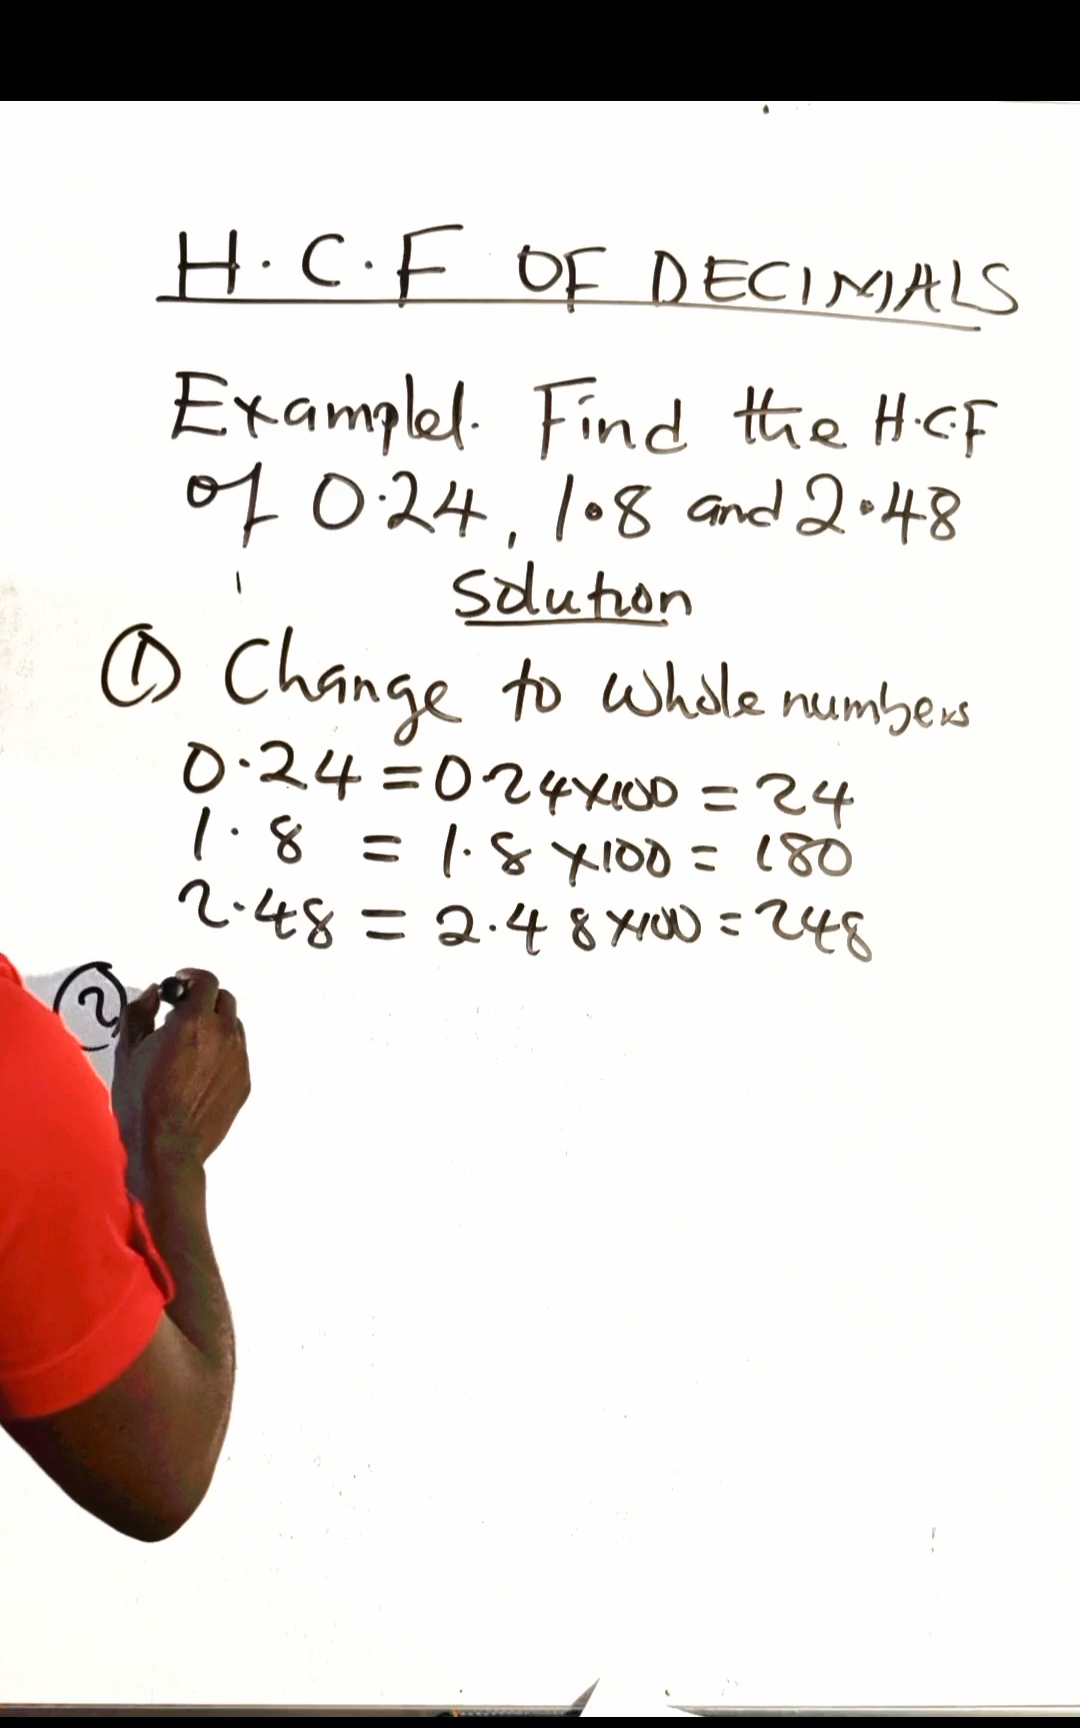 H.C.F OF DECIMALS
Example1. Find the H.C.F
of 0.24, 1.8 and 2.48
Solution
① Change to whole numbers
0.24 = 0.24×100 = 24
1.8 = 1.8×100 = 180
2.48 = 2.48×100 = 248
②